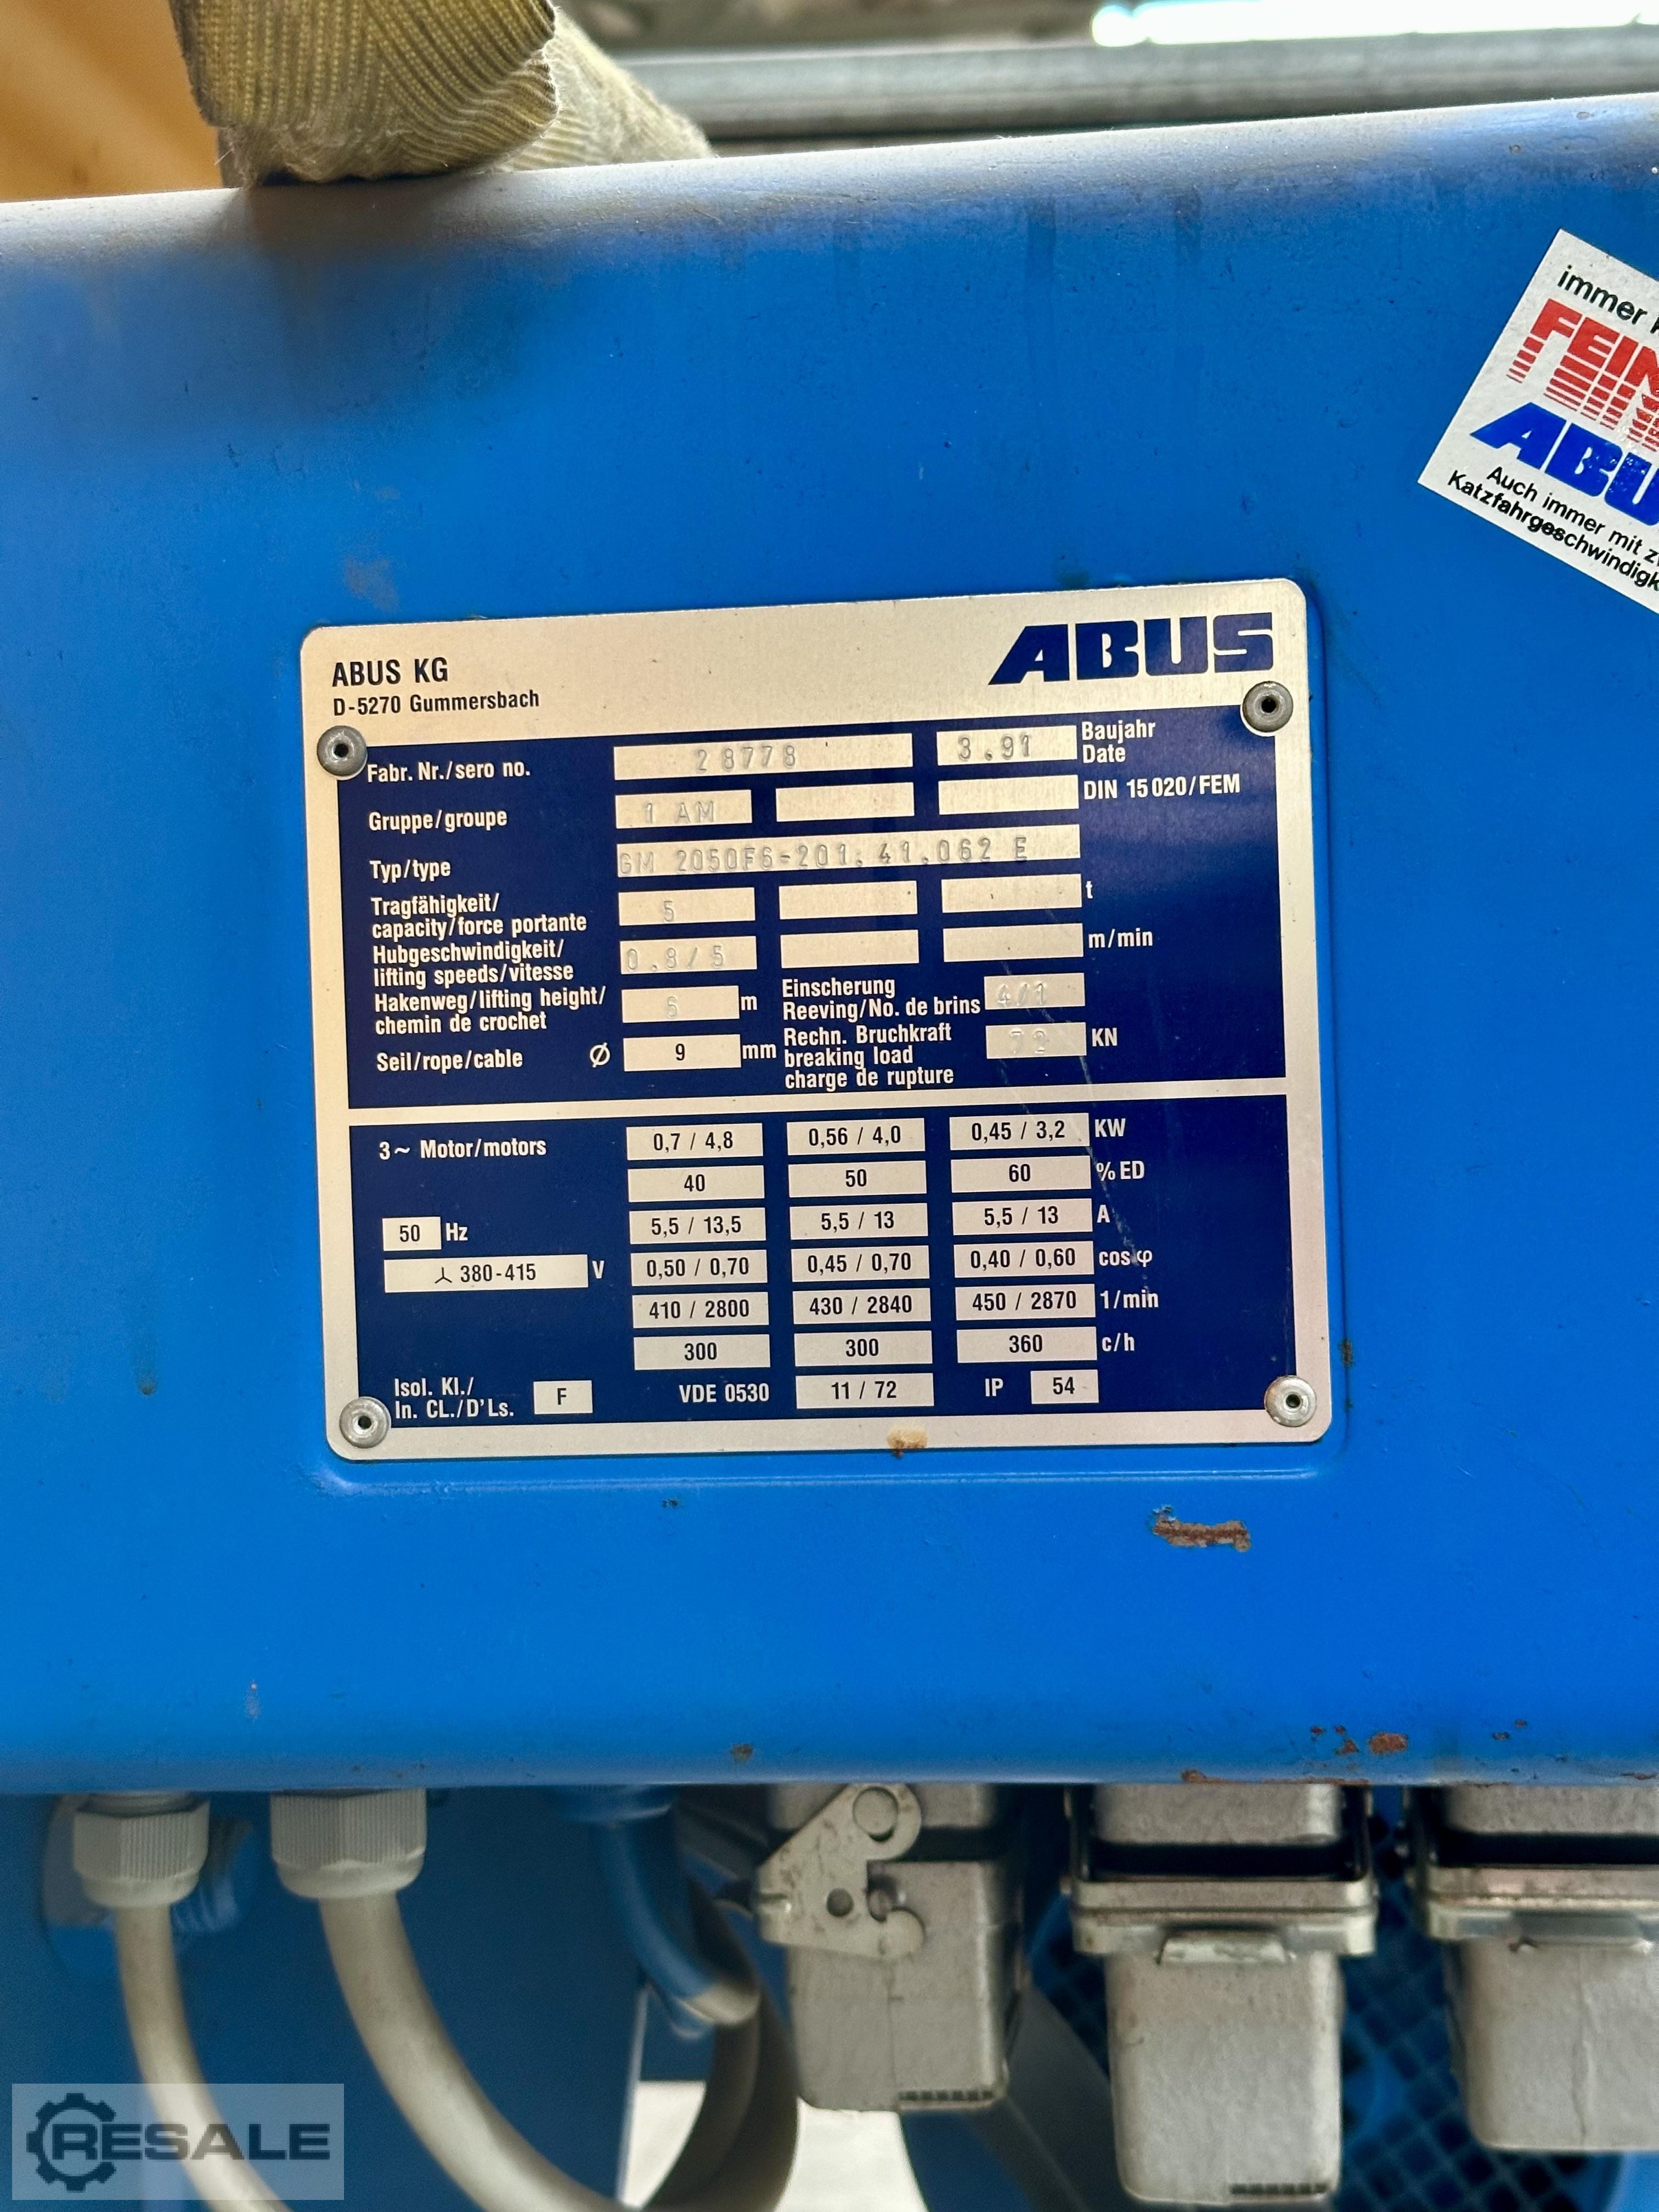 immer
FEIN
ABU
Auch immer mit
Katzfahrgeschwindigk
ABUS KG
D-5270 Gummersbach
ABUS
Fabr. Nr./sero no. 28778 3.91 Baujahr
Date
Gruppe/groupe 1 AM DIN 15 020/FEM
Typ/type GM 2050F6-201.41.062 E
Tragfähigkeit/
capacity/force portante 5 t
Hubgeschwindigkeit/
lifting speeds/vitesse 0.8/5 m/min
Hakenweg/lifting height/
chemin de crochet 6 m
Einscherung
Reeving/No. de brins 4/1
Seil/rope/cable Ø 9 mm
Rechn. Bruchkraft
breaking load
charge de rupture 72 KN
3~ Motor/motors 0,7 / 4,8 0,56 / 4,0 0,45 / 3,2 KW
40 50 60 % ED
50 Hz 5,5 / 13,5 5,5 / 13 5,5 / 13 A
⅄ 380-415 V 0,50 / 0,70 0,45 / 0,70 0,40 / 0,60 cos φ
410 / 2800 430 / 2840 450 / 2870 1/min
300 300 360 c/h
Isol. Kl./
In. CL./D'Ls. F VDE 0530 11 / 72 IP 54
RESALE